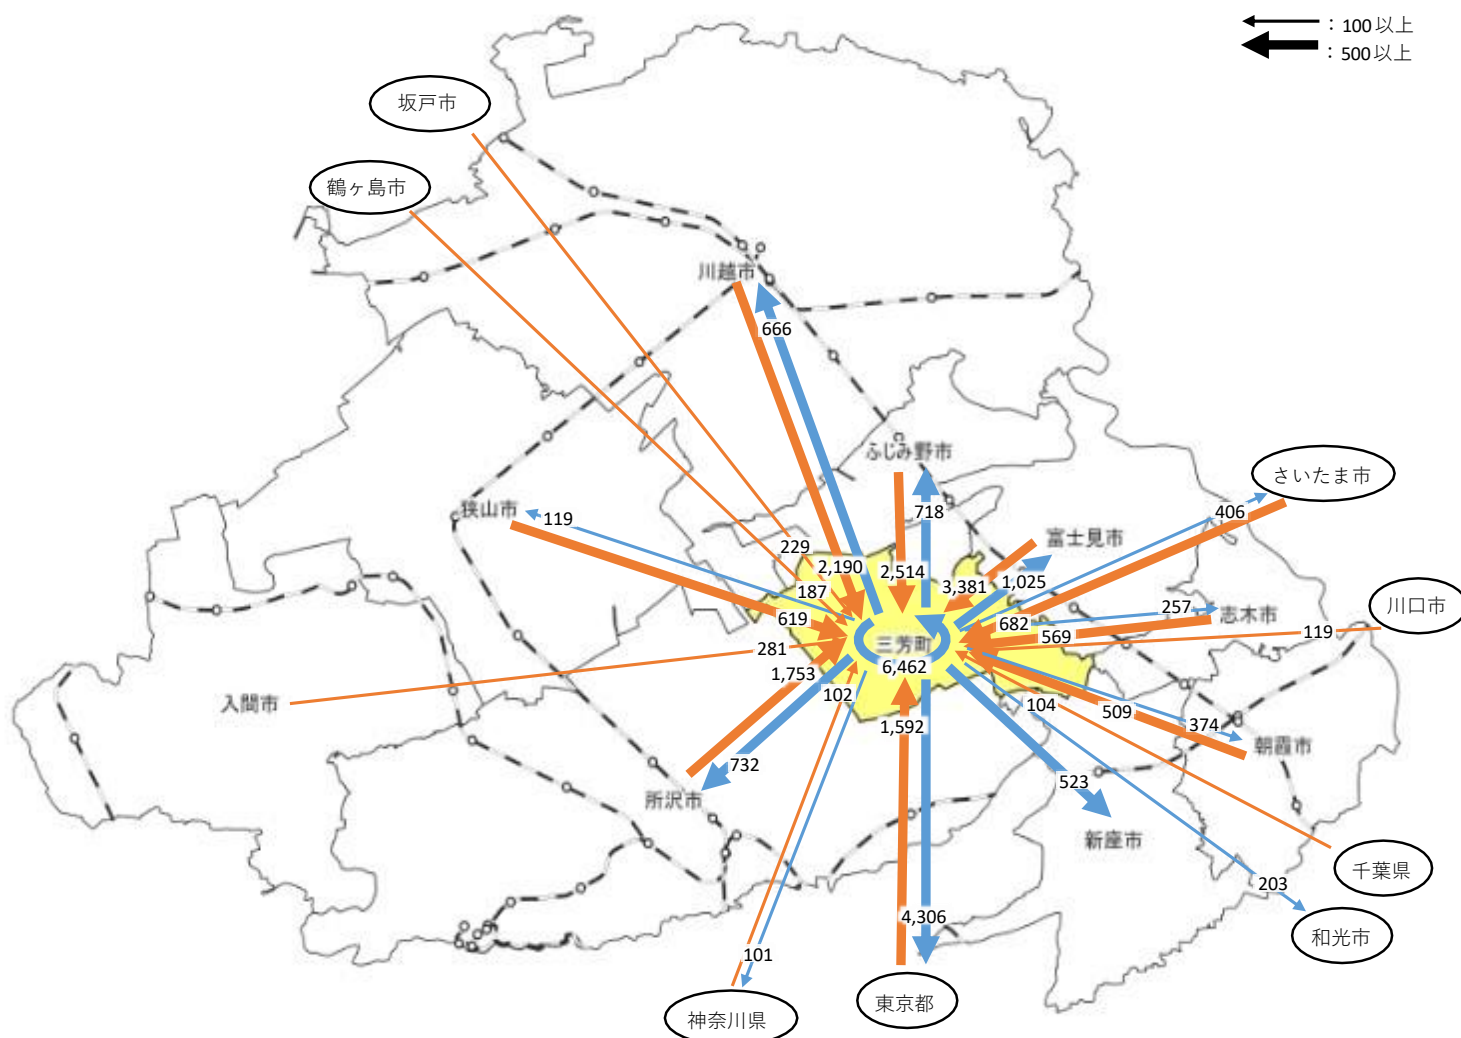 ：100以上
：500以上
坂戸市
鶴ヶ島市
川越市
666
ふじみ野市
さいたま市
狭山市
119
718
406
富士見市
229
2,190
2,514
3,381
1,025
187
257
川口市
619
682
志木市
569
119
281
三芳町
6,462
1,753
102
入間市
104
509
1,592
374
朝霞市
732
523
所沢市
新座市
千葉県
203
4,306
和光市
101
東京都
神奈川県